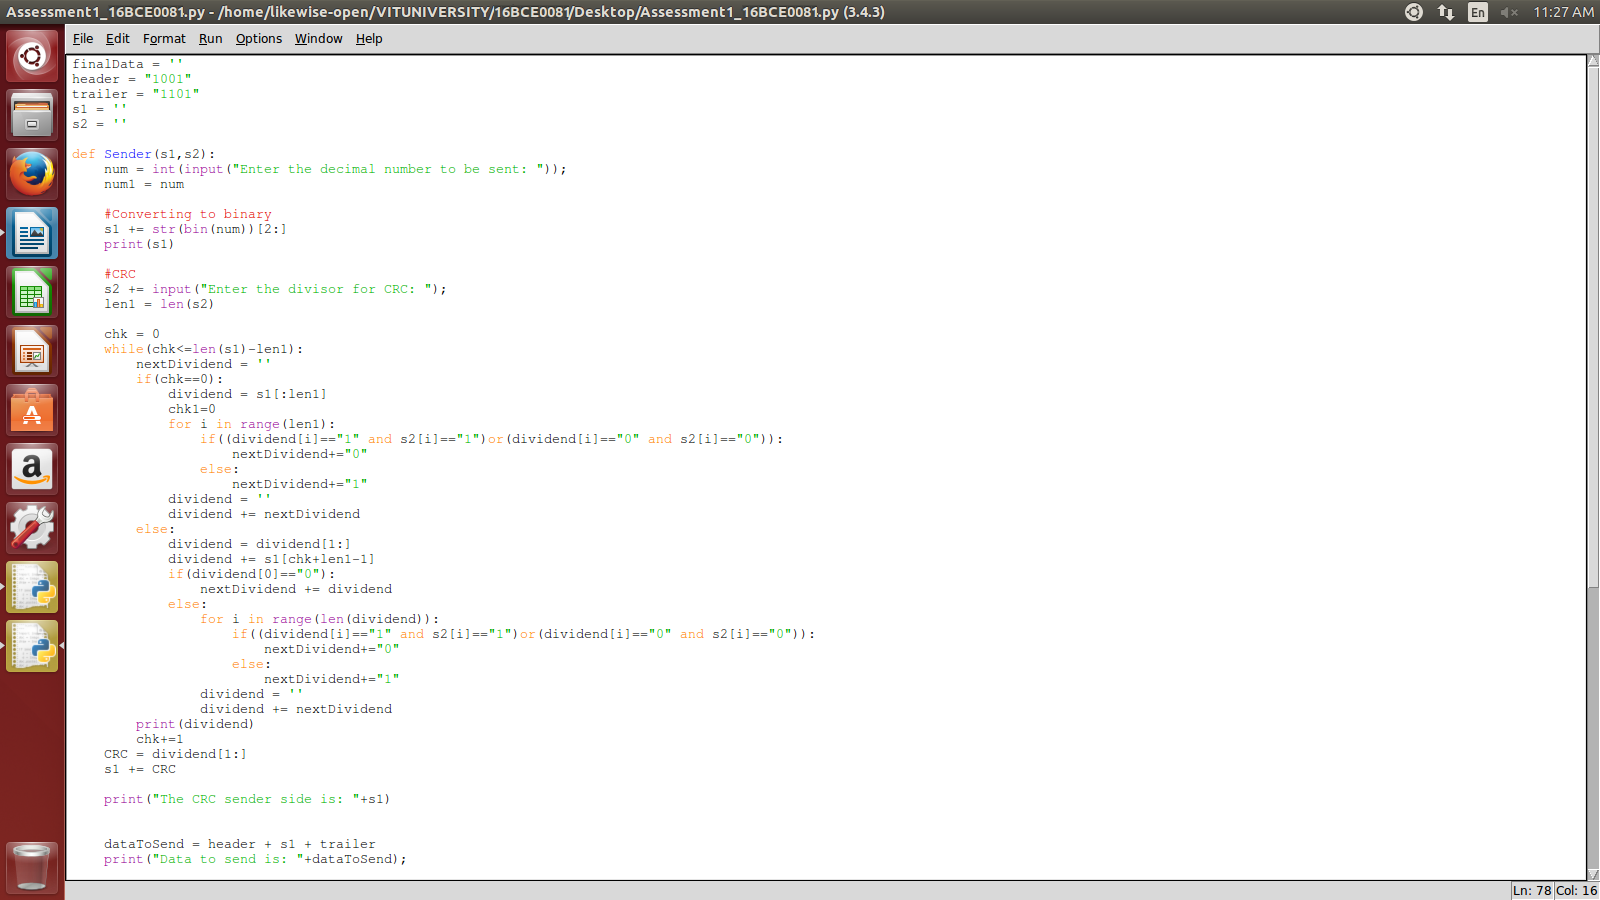 Assessment1_16BCE0081.py - /home/likewise-open/VITUNIVERSITY/16BCE0081/Desktop/Assessment1_16BCE0081.py (3.4.3)
En
11:27 AM
File Edit Format Run Options Window Help
finalData = ''
header = "1001"
trailer = "1101"
s1 = ''
s2 = ''
def Sender(s1,s2):
    num = int(input("Enter the decimal number to be sent: "));
    num1 = num
    #Converting to binary
    s1 += str(bin(num))[2:]
    print(s1)
    #CRC
    s2 += input("Enter the divisor for CRC: ");
    len1 = len(s2)
    chk = 0
    while(chk<=len(s1)-len1):
        nextDividend = ''
        if(chk==0):
            dividend = s1[:len1]
            chk1=0
            for i in range(len1):
                if((dividend[i]=="1" and s2[i]=="1")or(dividend[i]=="0" and s2[i]=="0")):
                    nextDividend+="0"
                else:
                    nextDividend+="1"
            dividend = ''
            dividend += nextDividend
        else:
            dividend = dividend[1:]
            dividend += s1[chk+len1-1]
            if(dividend[0]=="0"):
                nextDividend += dividend
            else:
                for i in range(len(dividend)):
                    if((dividend[i]=="1" and s2[i]=="1")or(dividend[i]=="0" and s2[i]=="0")):
                        nextDividend+="0"
                    else:
                        nextDividend+="1"
                dividend = ''
                dividend += nextDividend
        print(dividend)
        chk+=1
    CRC = dividend[1:]
    s1 += CRC
    print("The CRC sender side is: "+s1)
    dataToSend = header + s1 + trailer
    print("Data to send is: "+dataToSend);
Ln: 78 Col: 16